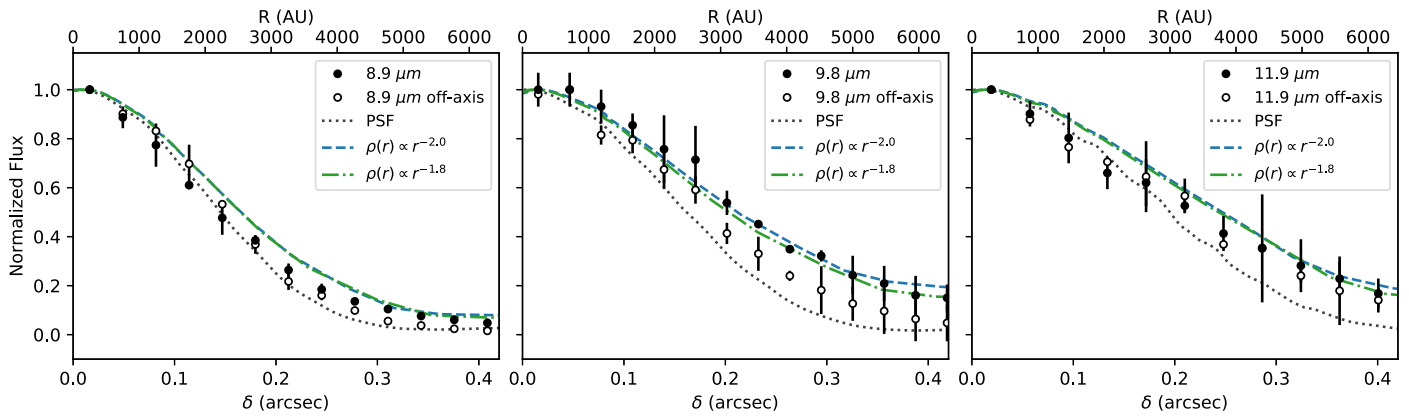 R (AU)
0 1000 2000 3000 4000 5000 6000
Normalized Flux
1.0
0.8
0.6
0.4
0.2
0.0
8.9 μm
8.9 μm off-axis
PSF
ρ(r) ∝ r^{-2.0}
ρ(r) ∝ r^{-1.8}
0.0 0.1 0.2 0.3 0.4
δ (arcsec)
R (AU)
0 1000 2000 3000 4000 5000 6000
9.8 μm
9.8 μm off-axis
PSF
ρ(r) ∝ r^{-2.0}
ρ(r) ∝ r^{-1.8}
0.0 0.1 0.2 0.3 0.4
δ (arcsec)
R (AU)
0 1000 2000 3000 4000 5000 6000
11.9 μm
11.9 μm off-axis
PSF
ρ(r) ∝ r^{-2.0}
ρ(r) ∝ r^{-1.8}
0.0 0.1 0.2 0.3 0.4
δ (arcsec)